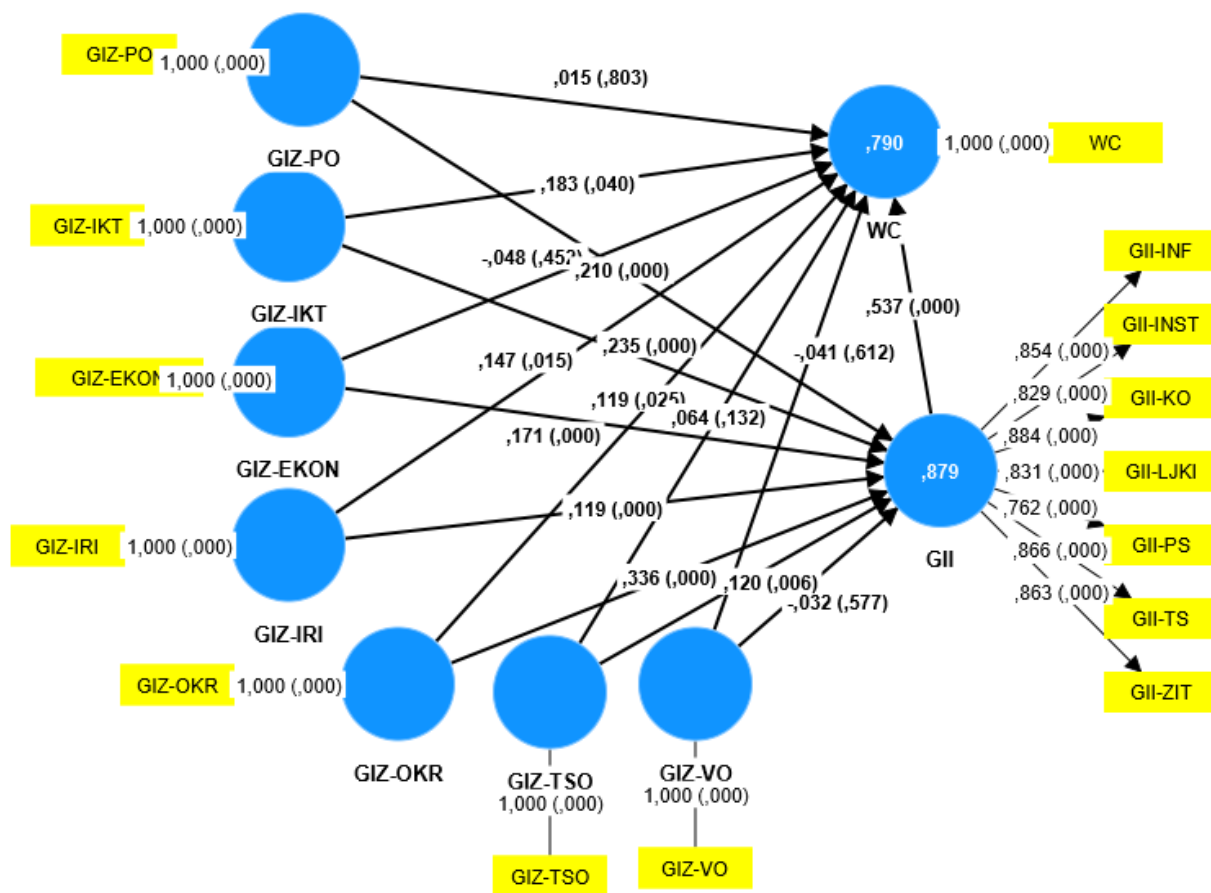 GIZ-PO
1,000 (,000)
GIZ-PO
,015 (,803)
,790
1,000 (,000)
WC
WC
GIZ-IKT
1,000 (,000)
GIZ-IKT
,183 (,040)
-,048 (,452)
,210 (,000)
,537 (,000)
GIZ-EKON
1,000 (,000)
GIZ-EKON
,147 (,015)
,235 (,000)
-,041 (,612)
,119 (,025)
,064 (,132)
,171 (,000)
GII-INF
,854 (,000)
GII-INST
,829 (,000)
GII-KO
,884 (,000)
,831 (,000)
GII-LJKI
,762 (,000)
GII-PS
,866 (,000)
,863 (,000)
GII-TS
GII-ZIT
,879
GII
GIZ-IRI
1,000 (,000)
GIZ-IRI
,119 (,000)
,336 (,000)
,120 (,006)
-,032 (,577)
GIZ-OKR
1,000 (,000)
GIZ-OKR
GIZ-TSO
1,000 (,000)
GIZ-TSO
GIZ-VO
1,000 (,000)
GIZ-VO